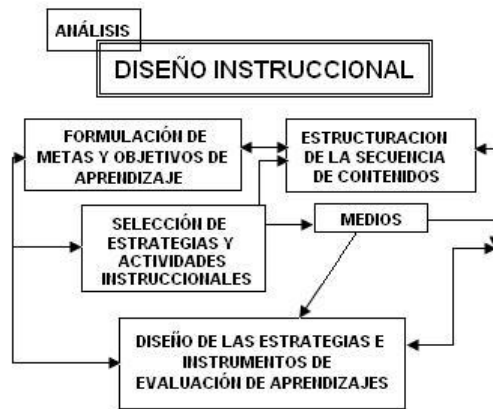 ANÁLISIS
DISEÑO INSTRUCCIONAL
FORMULACIÓN DE
METAS Y OBJETIVOS DE
APRENDIZAJE
ESTRUCTURACION
DE LA SECUENCIA
DE CONTENIDOS
SELECCIÓN DE
ESTRATEGIAS Y
ACTIVIDADES
INSTRUCCIONALES
MEDIOS
DISEÑO DE LAS ESTRATEGIAS E
INSTRUMENTOS DE
EVALUACIÓN DE APRENDIZAJES